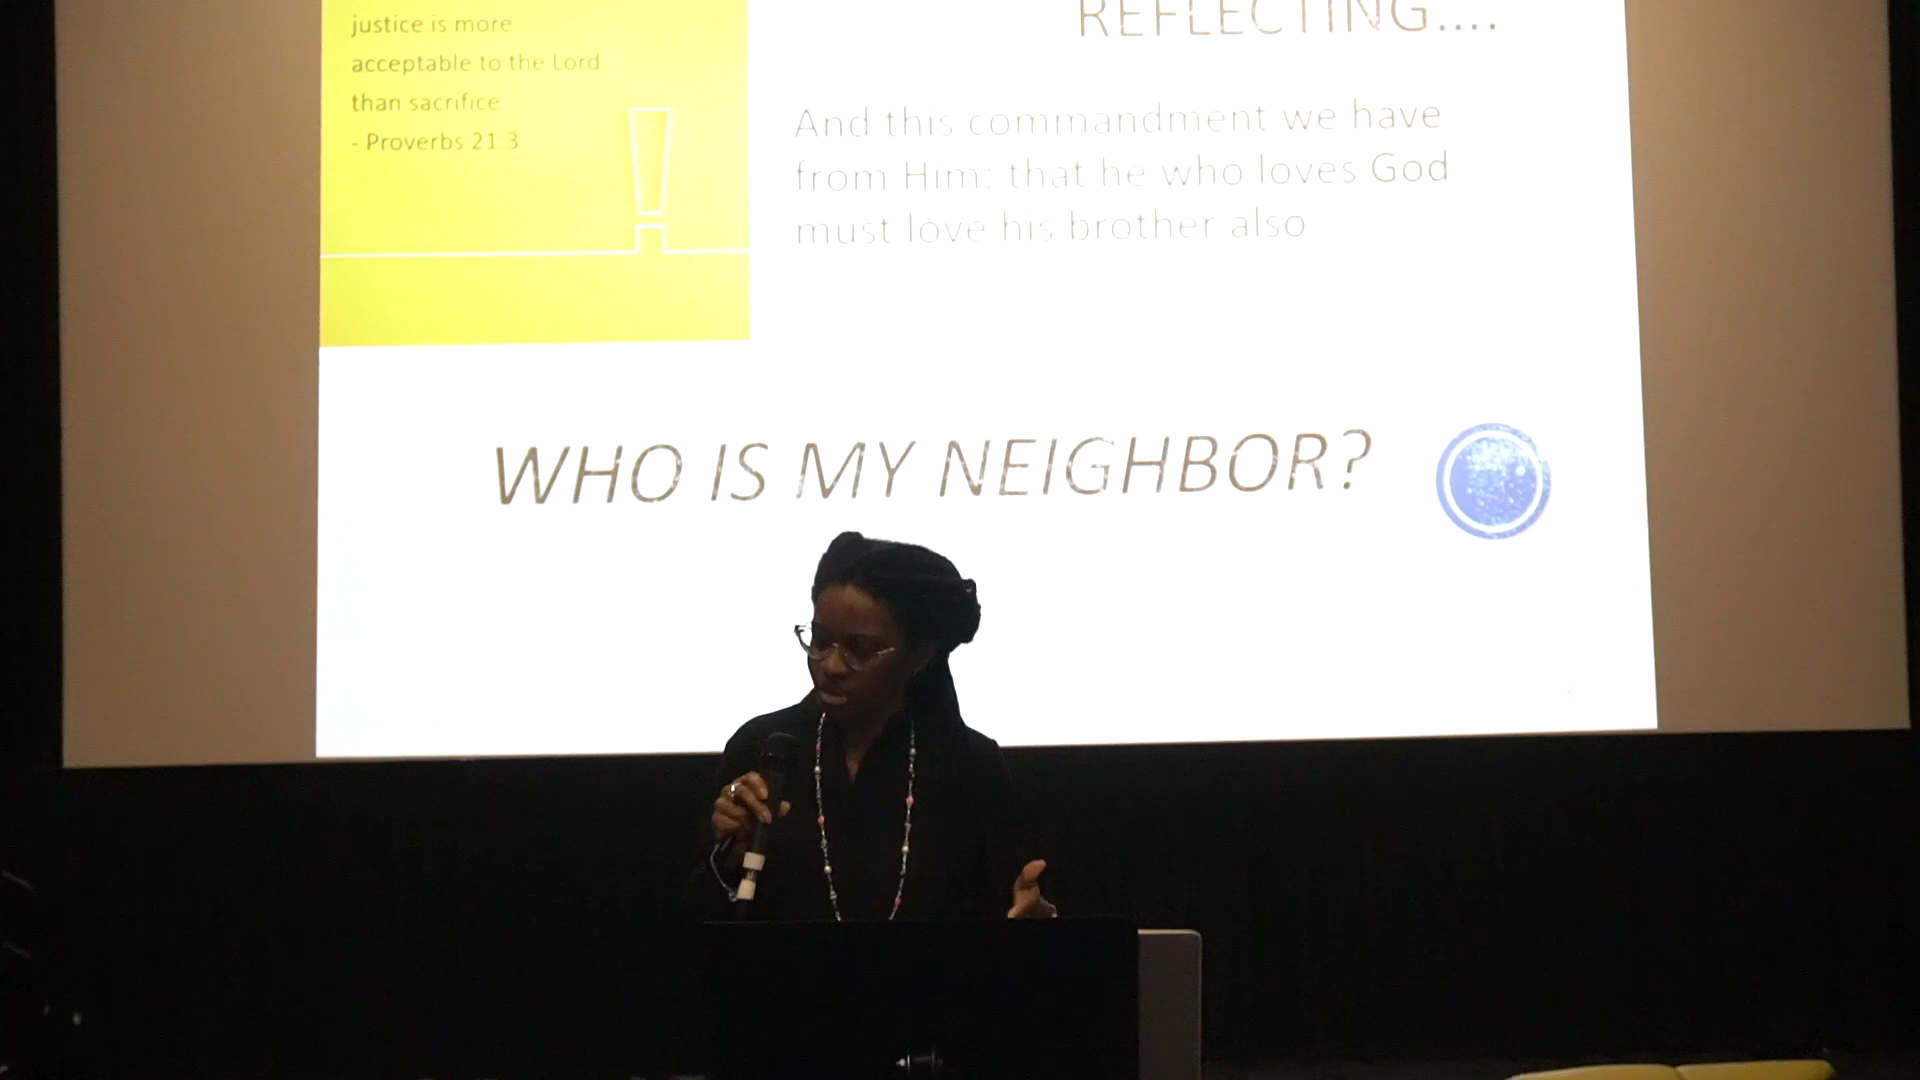 justice is more
acceptable to the Lord
than sacrifice
- Proverbs 21:3
REFLECTING....
And this commandment we have
from Him: that he who loves God
must love his brother also
WHO IS MY NEIGHBOR?